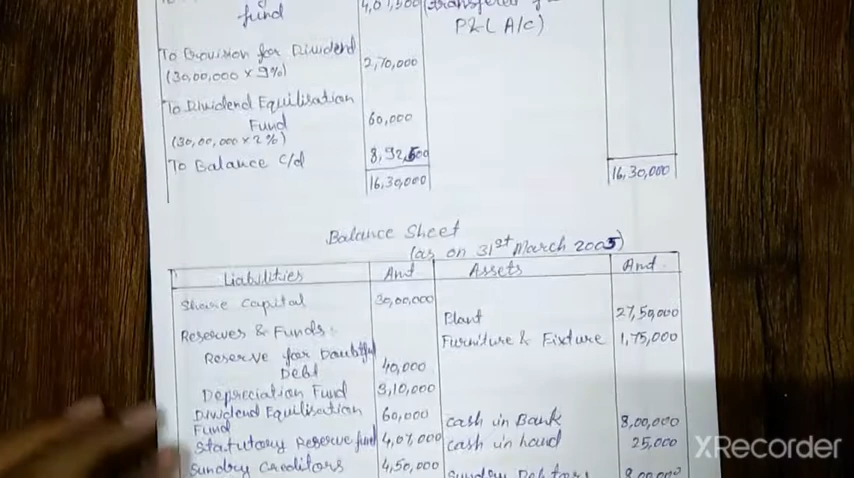 fund
P&L A/c)
To Provision for Dividend 2,70,000
(30,00,000 x 9%)
To Dividend Equilisation
Fund 60,000
(30,00,000 x 2%)
To Balance c/d 8,92,500
16,30,000 16,30,000
Balance Sheet
(as on 31st March 2005)
Liabilities Amt Assets Amt.
Share Capital 30,00,000
Plant 27,50,000
Reserves & Funds:
Furniture & Fixture 1,75,000
Reserve for Doubtful
Debt 40,000
Depreciation Fund 3,10,000
Dividend Equilisation
Fund 60,000
cash in Bank 8,00,000
Statutory Reserve fund 4,07,000 cash in hand 25,000
Sundry Creditors 4,50,000
Sundry Debtors 8,00,000
XRecorder